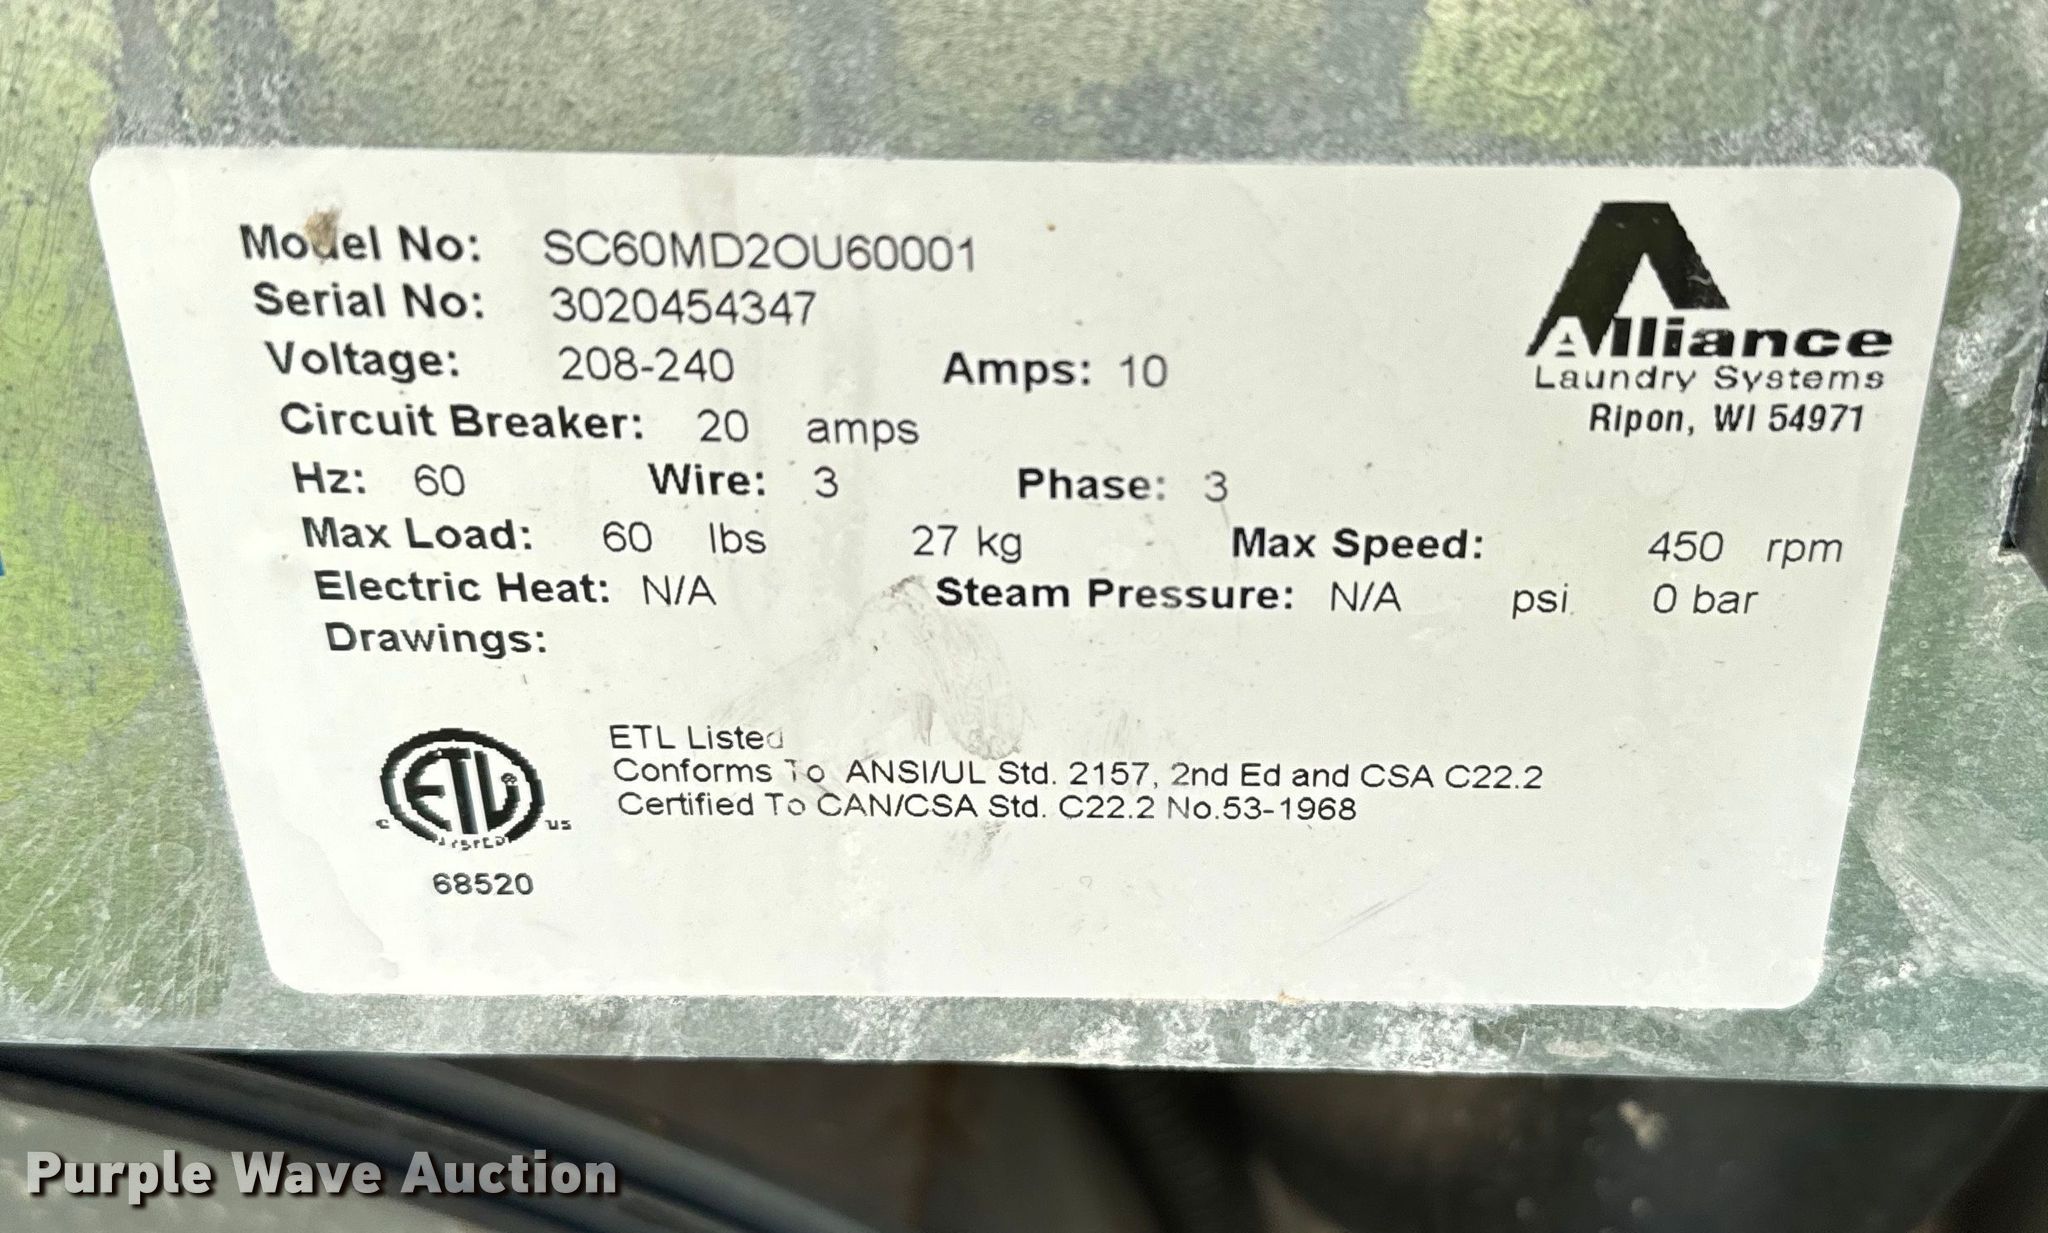 Model No: SC60MD2OU60001
Serial No: 3020454347
Voltage: 208-240 Amps: 10
Circuit Breaker: 20 amps
Hz: 60 Wire: 3 Phase: 3
Max Load: 60 lbs 27 kg Max Speed: 450 rpm
Electric Heat: N/A Steam Pressure: N/A psi 0 bar
Drawings:
Alliance
Laundry Systems
Ripon, WI 54971
ETL Listed
Conforms To ANSI/UL Std. 2157, 2nd Ed and CSA C22.2
Certified To CAN/CSA Std. C22.2 No.53-1968
ETL ®
C US
LISTED
68520
Purple Wave Auction